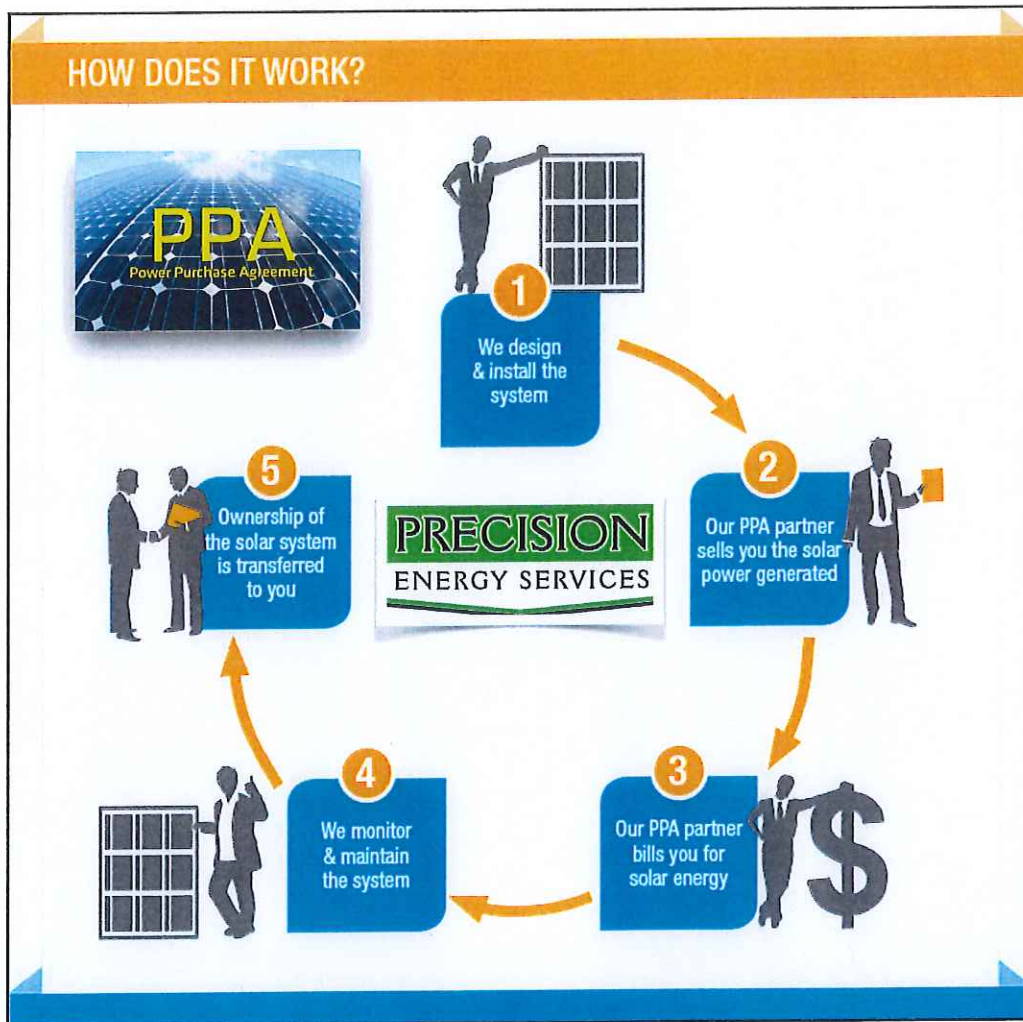 HOW DOES IT WORK?
PPA
Power Purchase Agreement
1
We design
& install the
system
2
Our PPA partner
sells you the solar
power generated
3
Our PPA partner
bills you for
solar energy
$
4
We monitor
& maintain
the system
5
Ownership of
the solar system
is transferred
to you
PRECISION
ENERGY SERVICES